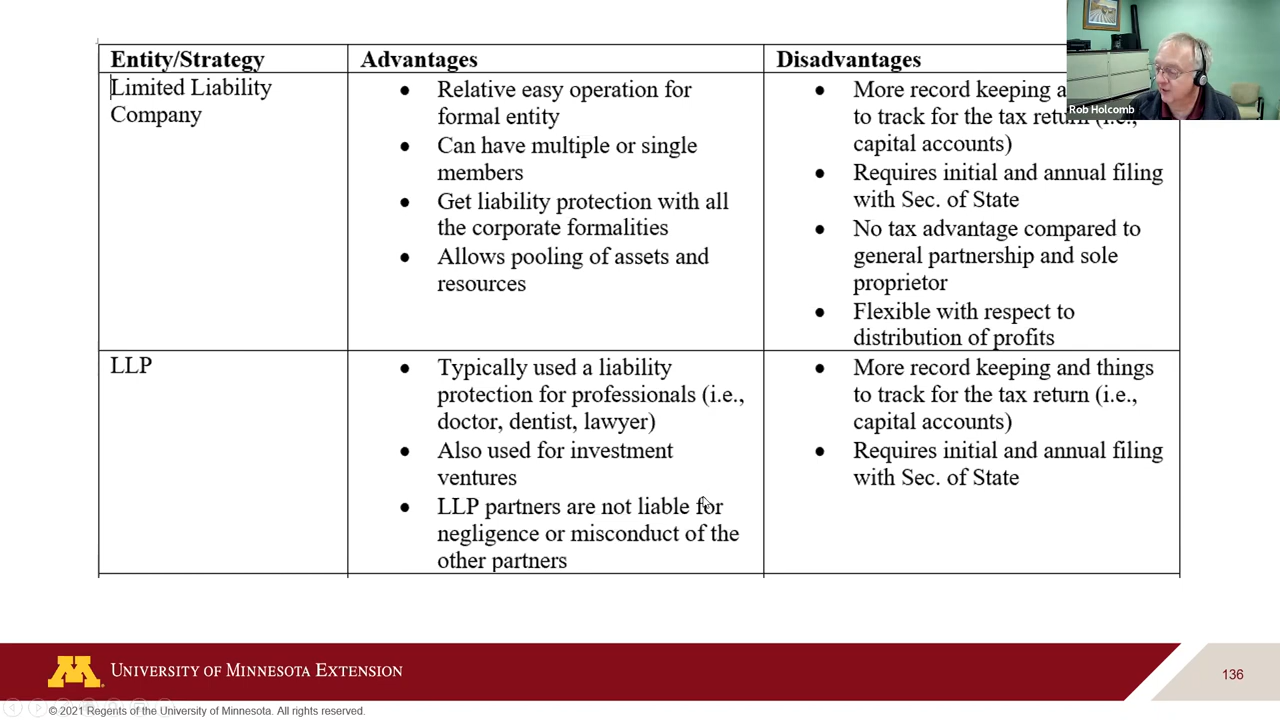 Entity/Strategy
Advantages
Disadvantages
Limited Liability
Company
Relative easy operation for
formal entity
Can have multiple or single
members
Get liability protection with all
the corporate formalities
Allows pooling of assets and
resources
More record keeping
to track for the tax return (i.e.,
capital accounts)
Requires initial and annual filing
with Sec. of State
No tax advantage compared to
general partnership and sole
proprietor
Flexible with respect to
distribution of profits
LLP
Typically used a liability
protection for professionals (i.e.,
doctor, dentist, lawyer)
Also used for investment
ventures
LLP partners are not liable for
negligence or misconduct of the
other partners
More record keeping and things
to track for the tax return (i.e.,
capital accounts)
Requires initial and annual filing
with Sec. of State
Rob Holcomb
M UNIVERSITY OF MINNESOTA EXTENSION
136
© 2021 Regents of the University of Minnesota. All rights reserved.